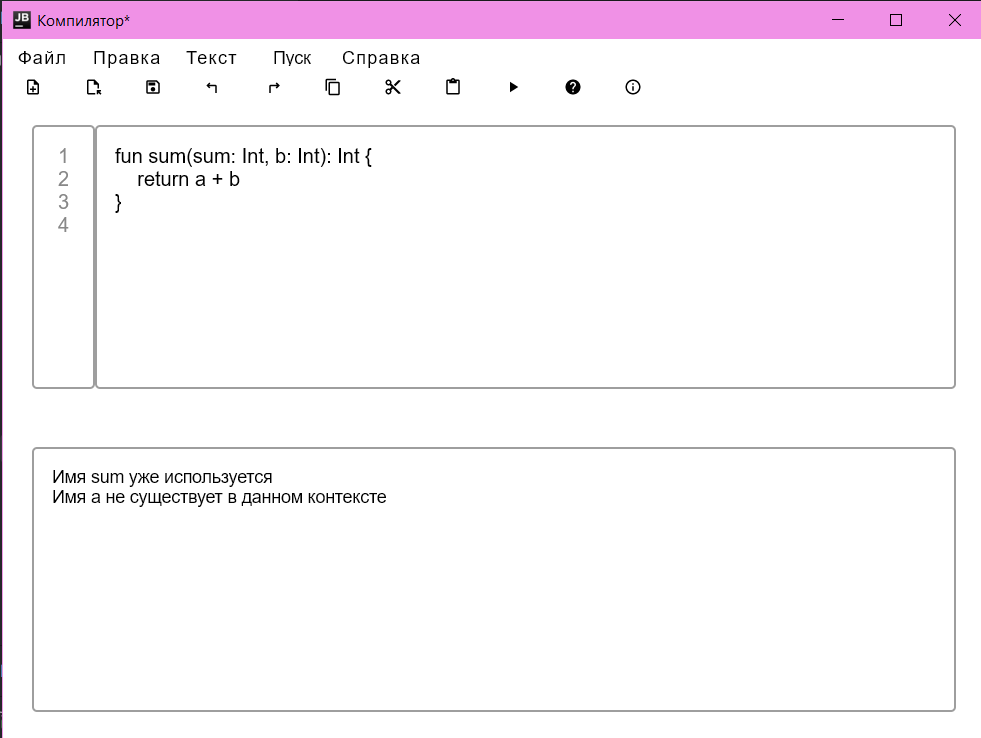 JB Компилятор*
Файл Правка Текст Пуск Справка
1 fun sum(sum: Int, b: Int): Int {
2 return a + b
3 }
4
Имя sum уже используется
Имя a не существует в данном контексте